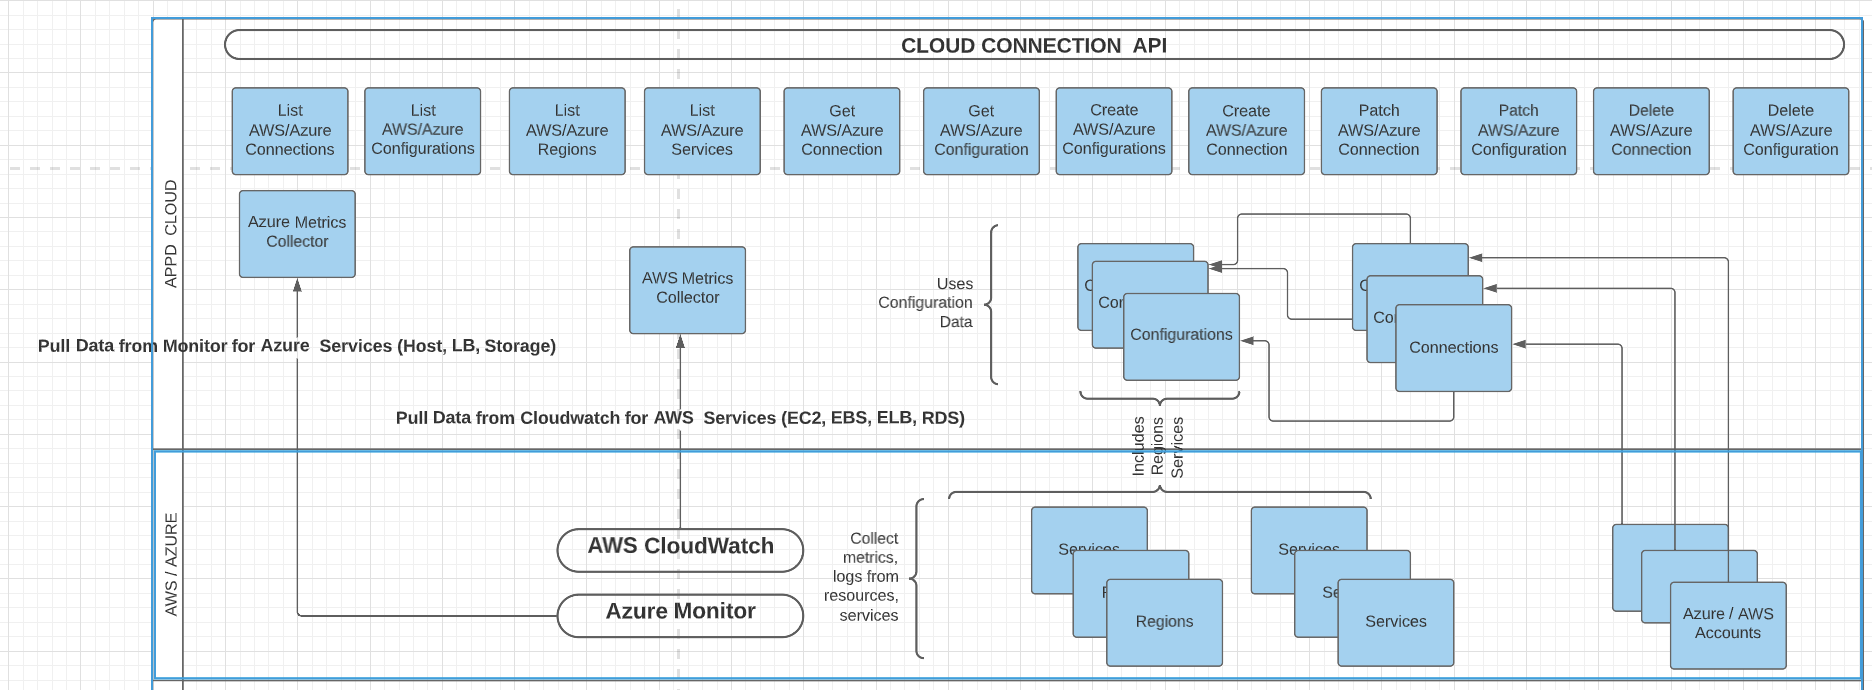 CLOUD CONNECTION API
List
AWS/Azure
Connections
List
AWS/Azure
Configurations
List
AWS/Azure
Regions
List
AWS/Azure
Services
Get
AWS/Azure
Connection
Get
AWS/Azure
Configuration
Create
AWS/Azure
Configurations
Create
AWS/Azure
Connection
Patch
AWS/Azure
Connection
Patch
AWS/Azure
Configuration
Delete
AWS/Azure
Connection
Delete
AWS/Azure
Configuration
APPD CLOUD
Azure Metrics
Collector
AWS Metrics
Collector
Uses
Configuration
Data
C
Con
Configurations
C
Co
Connections
Pull Data from Monitor for Azure Services (Host, LB, Storage)
Pull Data from Cloudwatch for AWS Services (EC2, EBS, ELB, RDS)
Includes
Regions
Services
AWS / AZURE
AWS CloudWatch
Azure Monitor
Collect
metrics,
logs from
resources,
services
Services
Regions
Services
Se
Services
Azure / AWS
Accounts